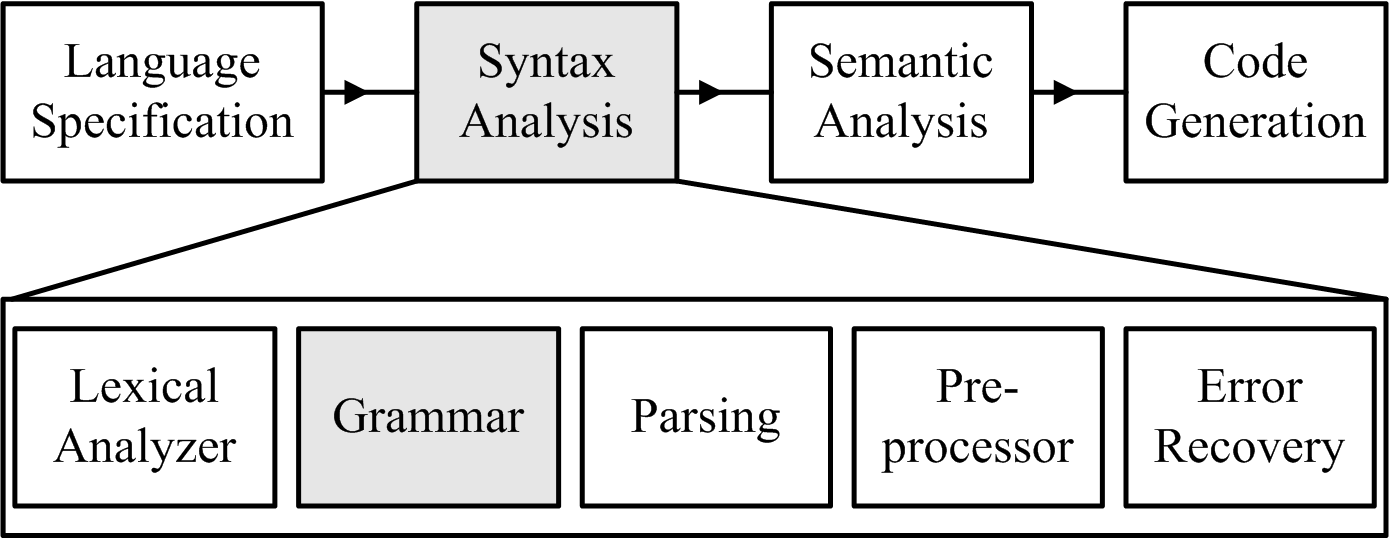 Language
Specification
Syntax
Analysis
Semantic
Analysis
Code
Generation
Lexical
Analyzer
Grammar
Parsing
Pre-
processor
Error
Recovery